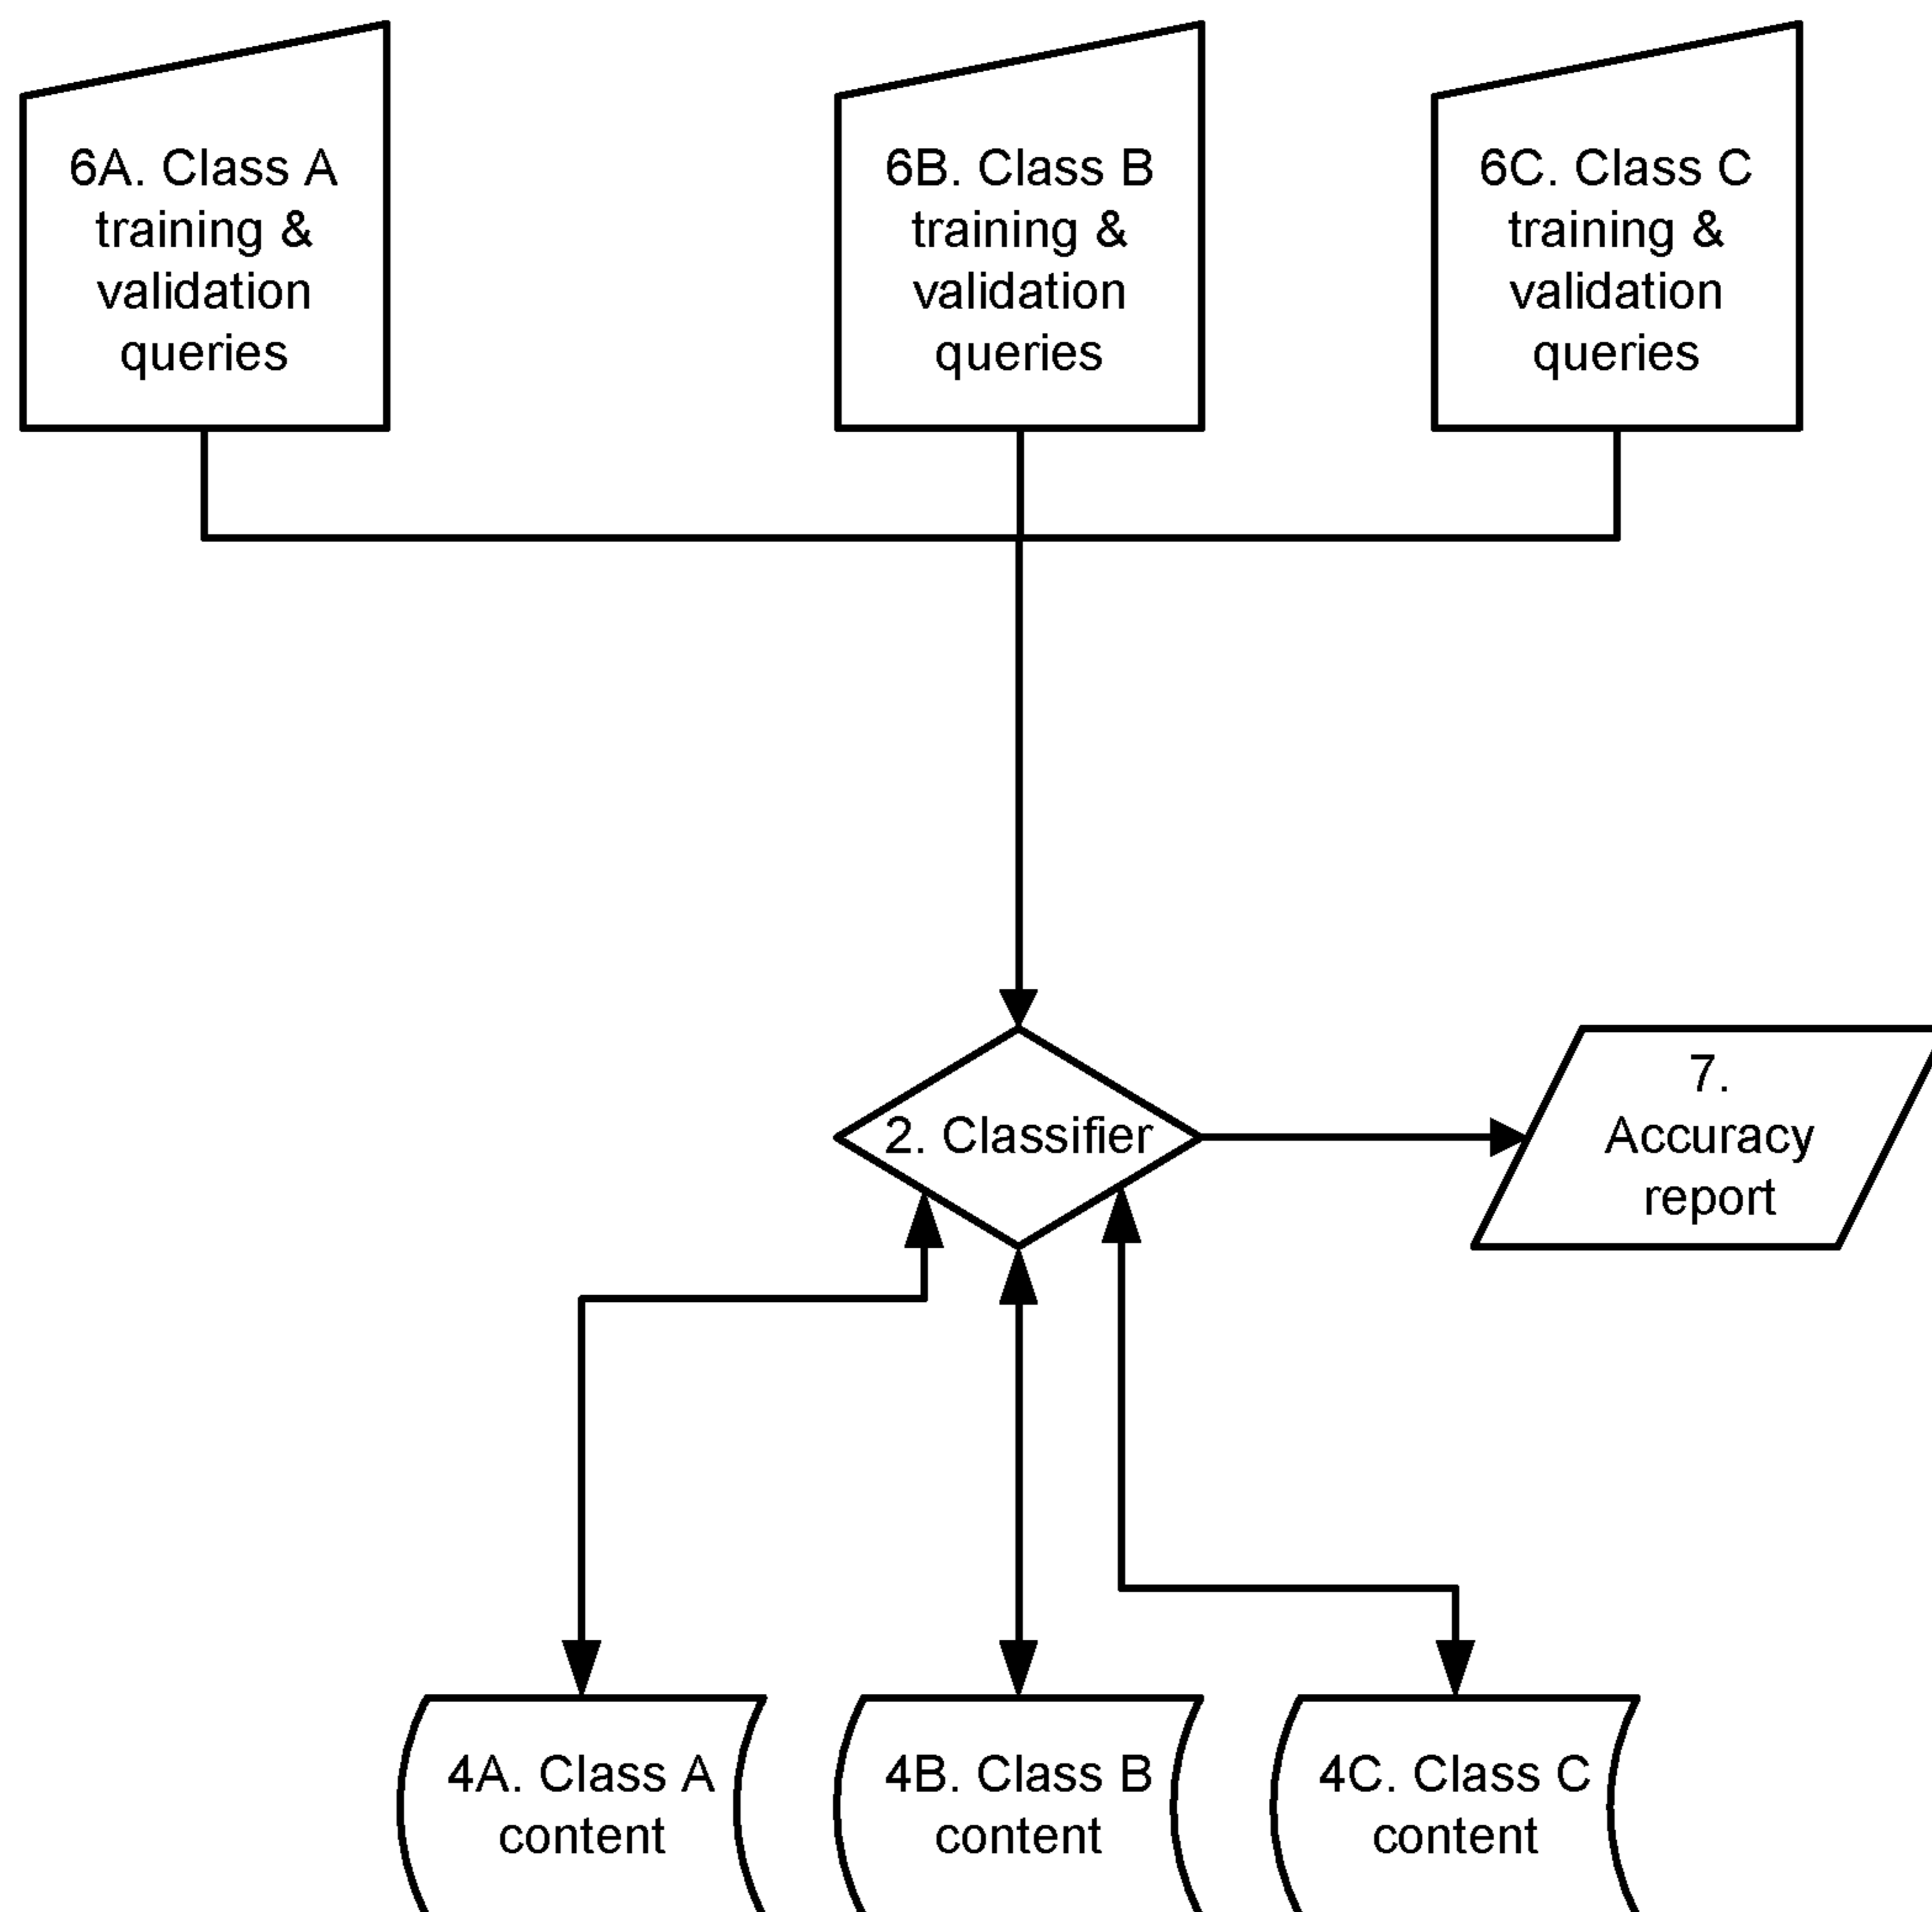 6A. Class A
training &
validation
queries
6B. Class B
training &
validation
queries
6C. Class C
training &
validation
queries
2. Classifier
7.
Accuracy
report
4A. Class A
content
4B. Class B
content
4C. Class C
content